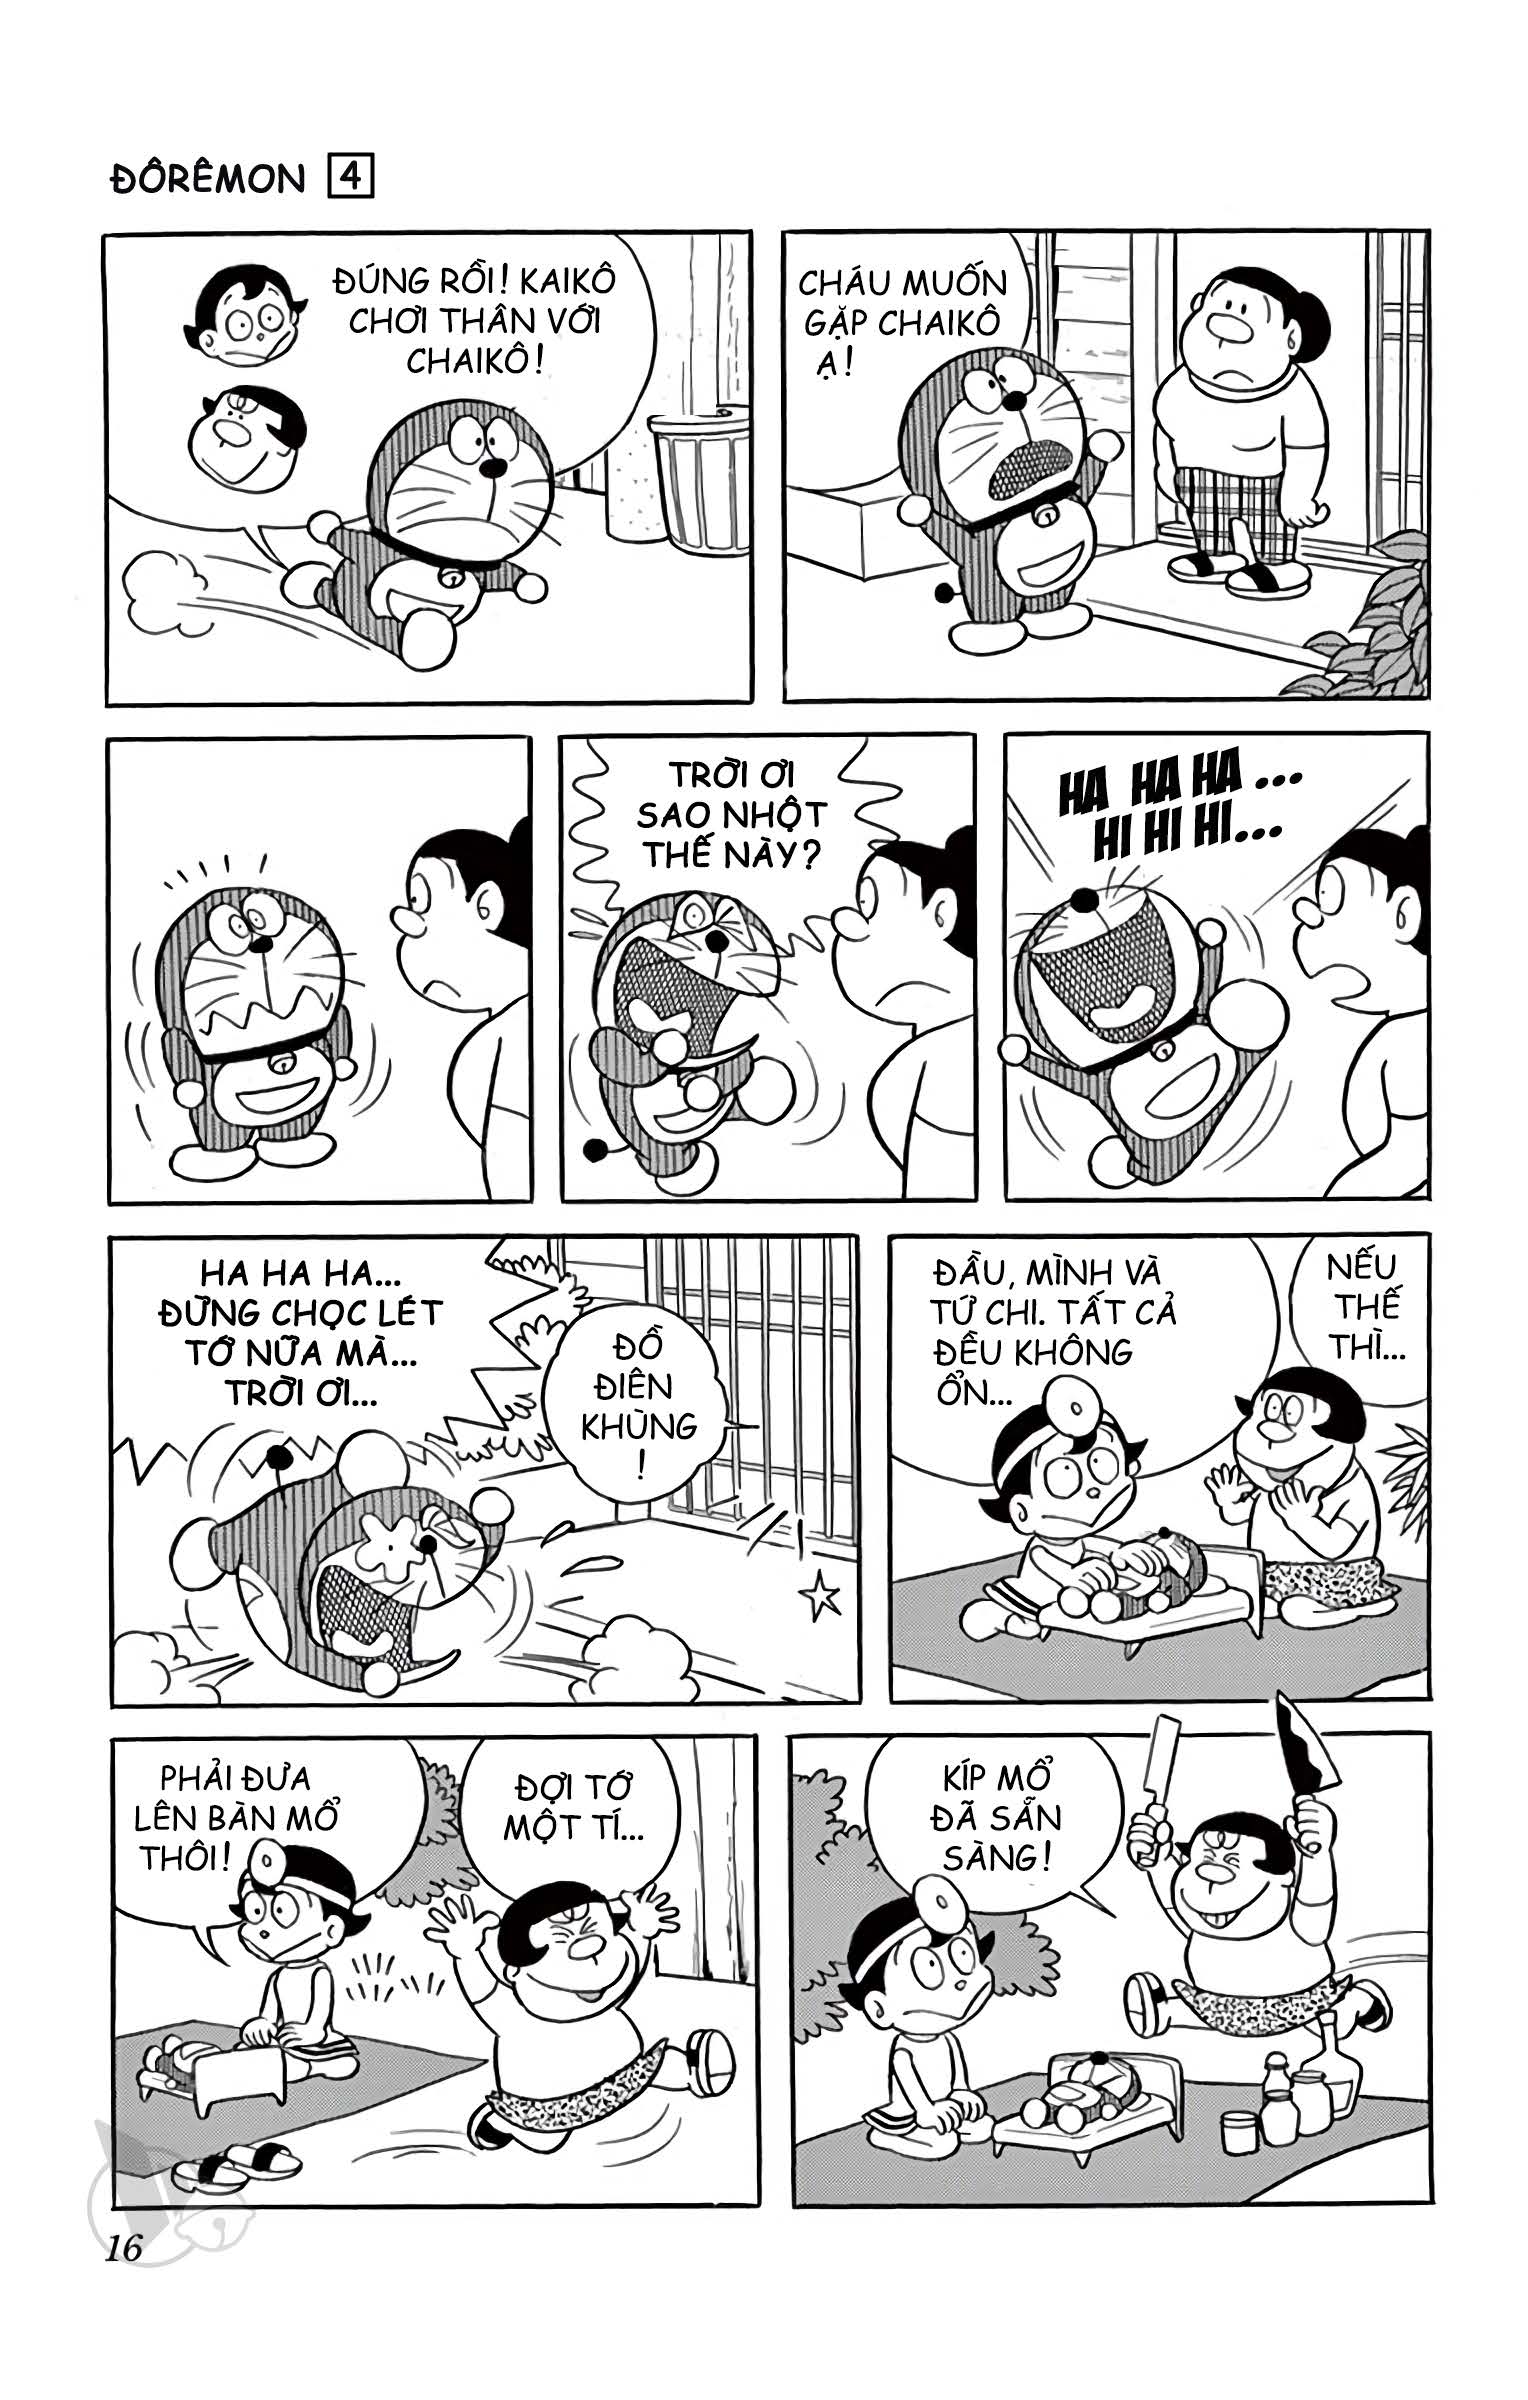 ĐÔRÊMON 4
ĐÚNG RỒI! KAIKÔ
CHƠI THÂN VỚI
CHAIKÔ!
CHÁU MUỐN
GẶP CHAIKÔ
Ạ!
TRỜI ƠI
SAO NHỘT
THẾ NÀY?
HA HA HA...
HI HI HI...
HA HA HA...
ĐỪNG CHỌC LÉT
TỚ NỮA MÀ...
TRỜI ƠI...
ĐỒ
ĐIÊN
KHÙNG
!
ĐẦU, MÌNH VÀ
TỨ CHI. TẤT CẢ
ĐỀU KHÔNG
ỔN...
NẾU
THẾ
THÌ...
PHẢI ĐƯA
LÊN BÀN MỔ
THÔI!
ĐỢI TỚ
MỘT TÍ...
KÍP MỔ
ĐÃ SẴN
SÀNG!
16